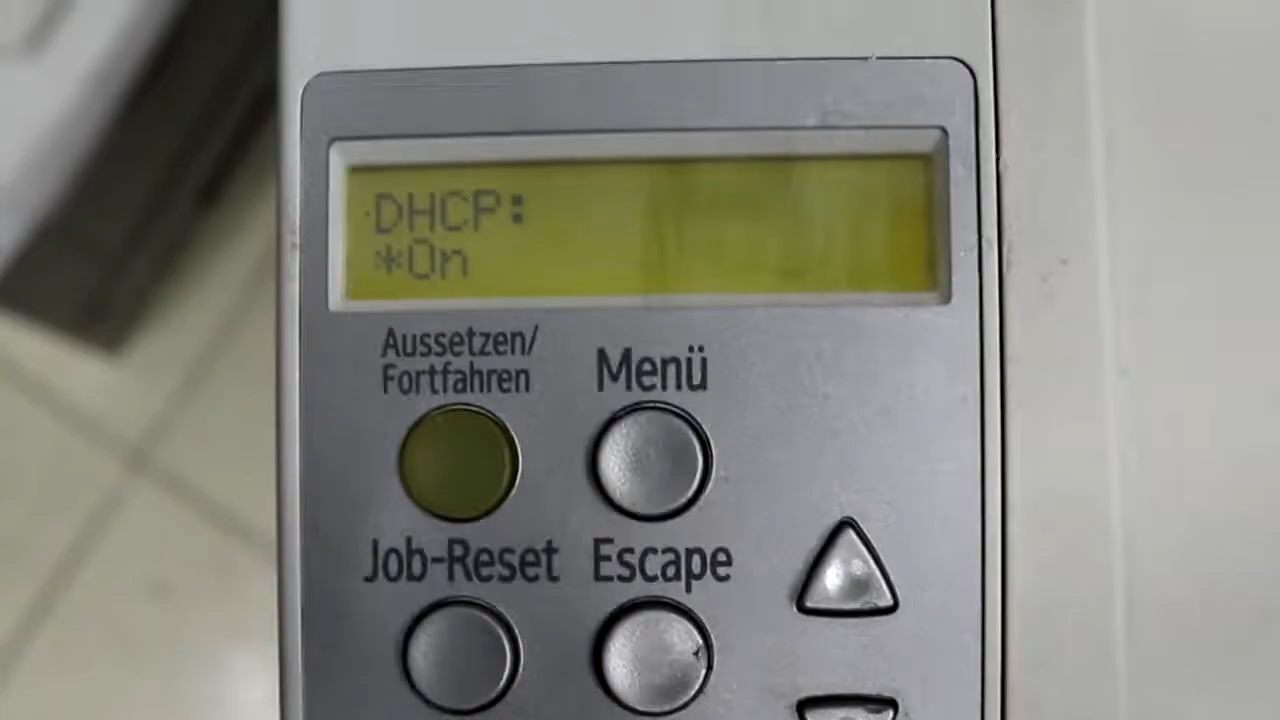 DHCP:
*On
Aussetzen/
Fortfahren
Menü
Job-Reset
Escape